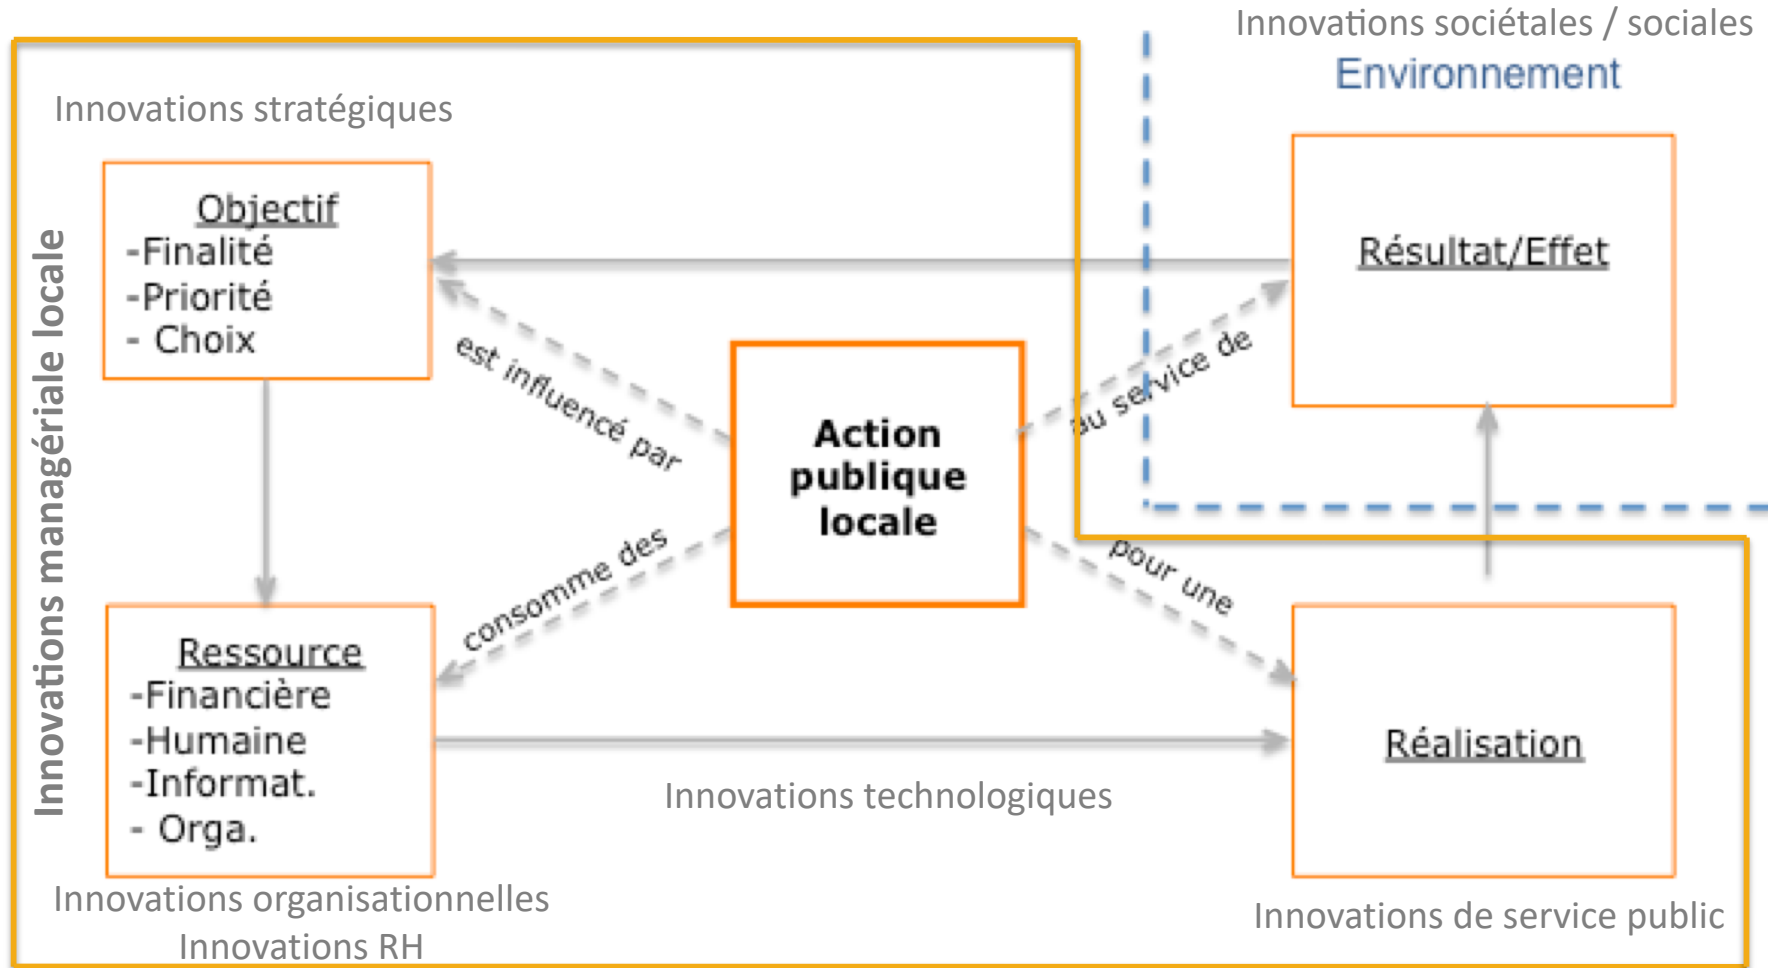 Innovations sociétales / sociales
Environnement
Innovations stratégiques
Innovations managériale locale
Objectif
-Finalité
-Priorité
- Choix
Résultat/Effet
est influencé par
au service de
Action
publique
locale
consomme des
pour une
Ressource
-Financière
-Humaine
-Informat.
- Orga.
Réalisation
Innovations technologiques
Innovations organisationnelles
Innovations RH
Innovations de service public